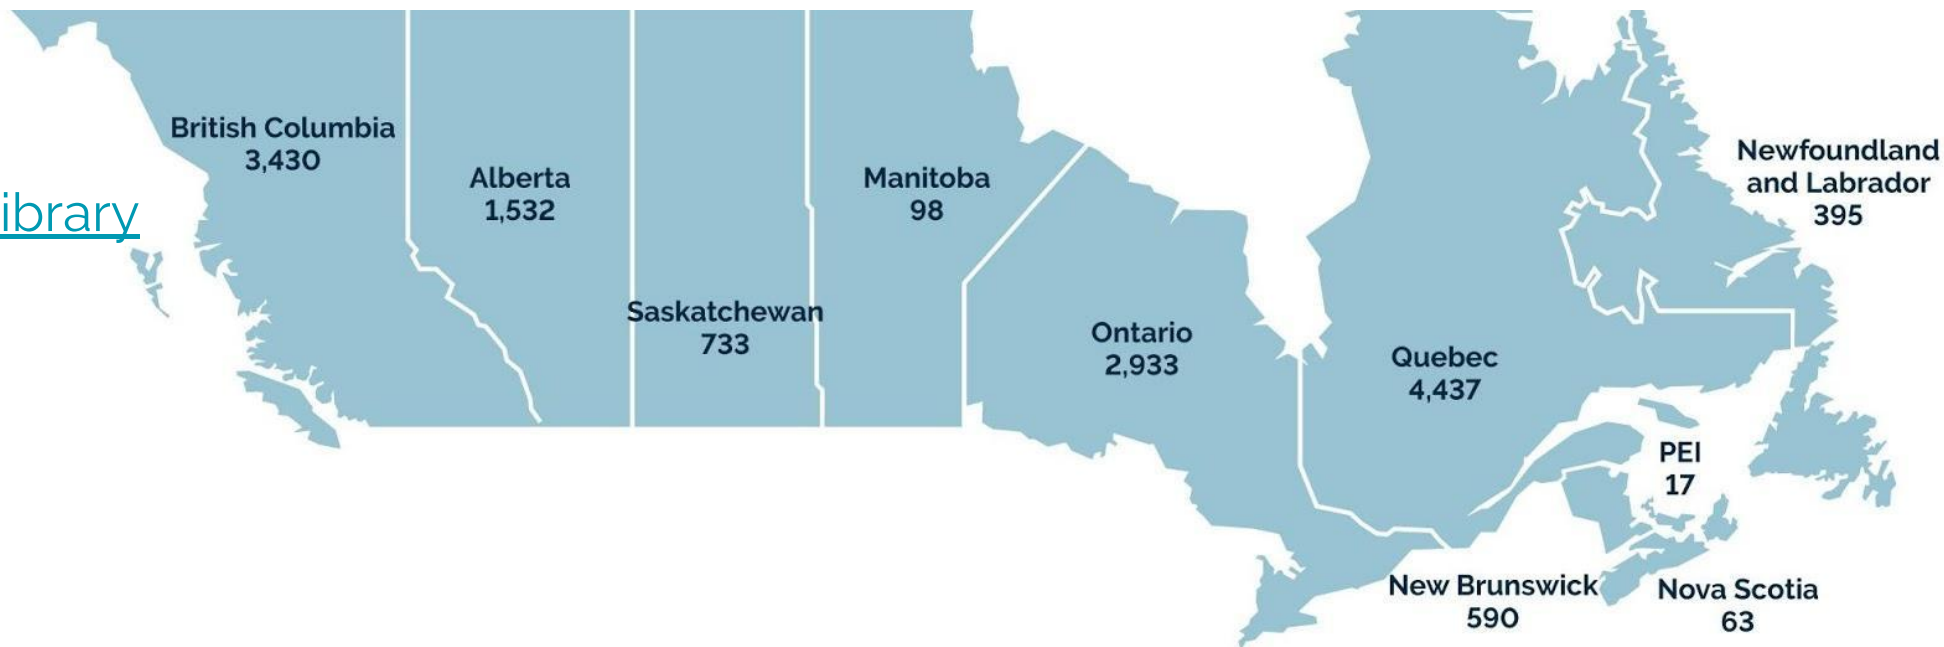 British Columbia
3,430
ibrary
Alberta
1,532
Saskatchewan
733
Manitoba
98
Ontario
2,933
Quebec
4,437
Newfoundland
and Labrador
395
PEI
17
New Brunswick
590
Nova Scotia
63